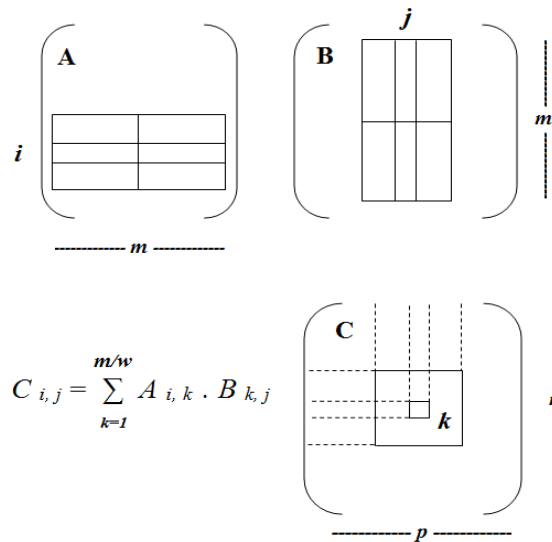 j
A
B
i
m
------------- m -------------
C
m/w
C i, j = ∑ A i, k . B k, j
k=1
k
------------ p ------------